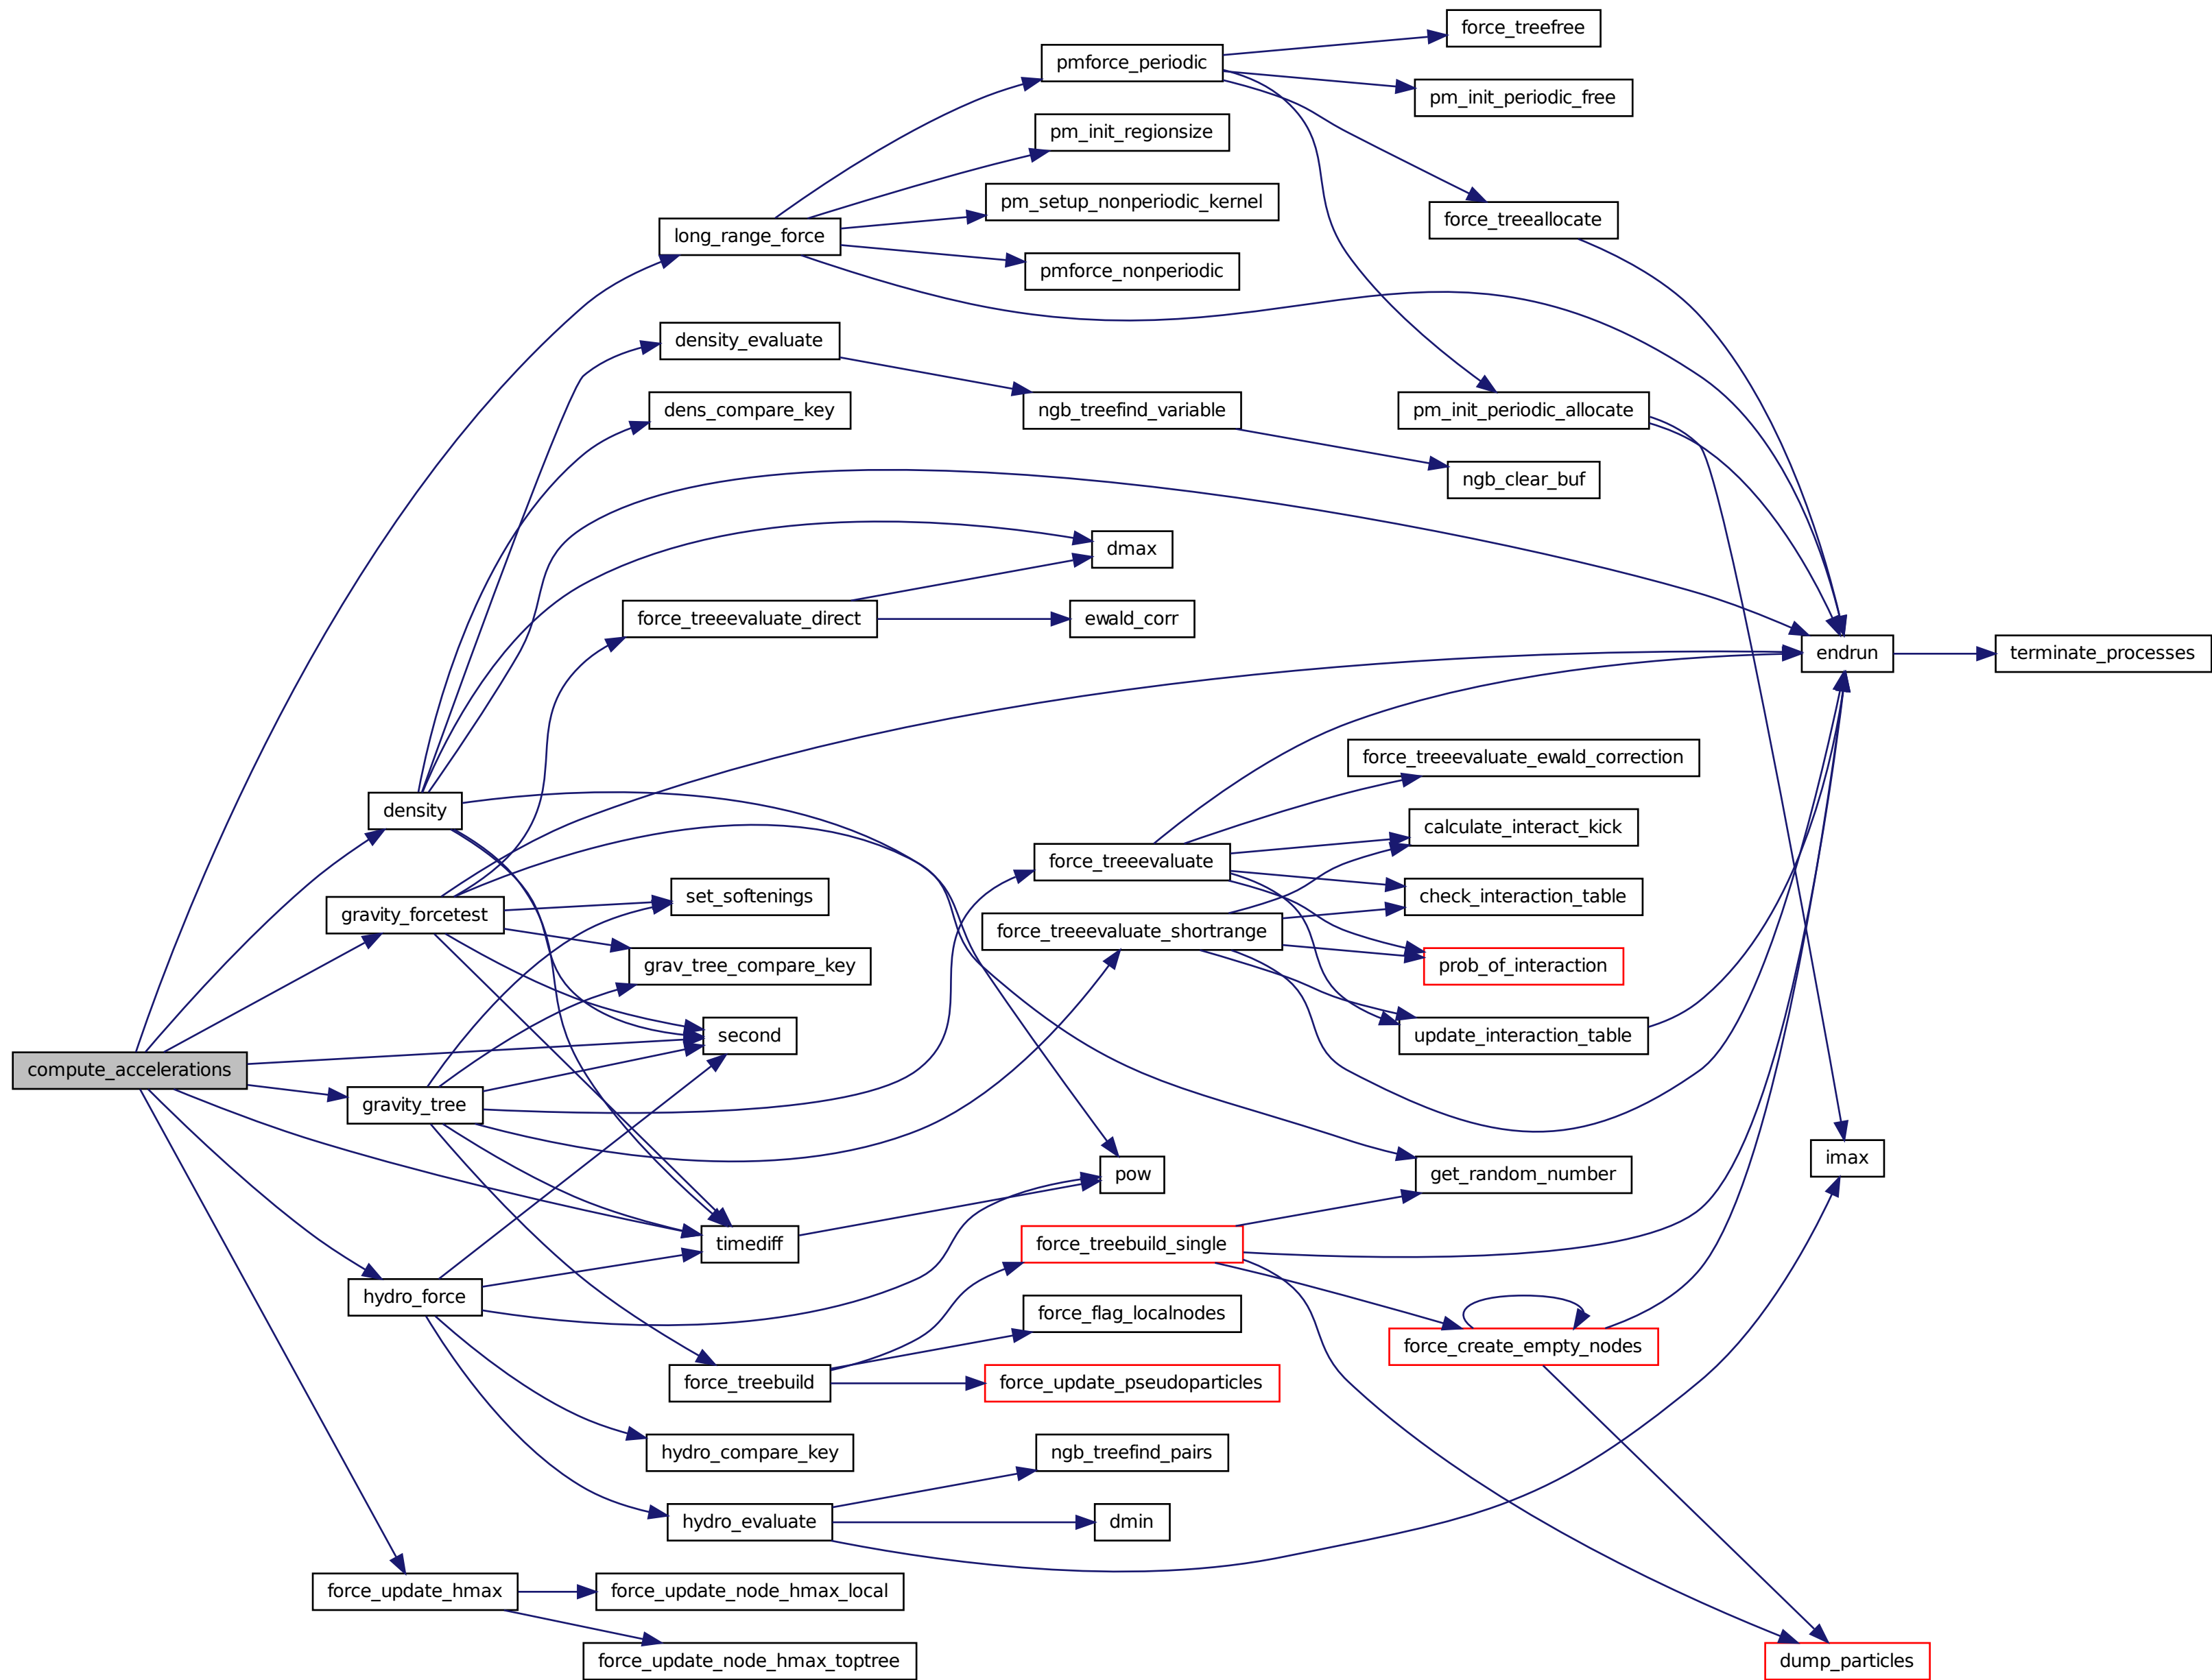 force_treefree
pmforce_periodic
pm_init_periodic_free
pm_init_regionsize
pm_setup_nonperiodic_kernel
force_treeallocate
long_range_force
pmforce_nonperiodic
density_evaluate
dens_compare_key
ngb_treefind_variable
pm_init_periodic_allocate
ngb_clear_buf
dmax
force_treeevaluate_direct
ewald_corr
endrun
terminate_processes
force_treeevaluate_ewald_correction
density
calculate_interact_kick
force_treeevaluate
set_softenings
check_interaction_table
gravity_forcetest
force_treeevaluate_shortrange
grav_tree_compare_key
prob_of_interaction
second
update_interaction_table
compute_accelerations
gravity_tree
imax
pow
get_random_number
timediff
force_treebuild_single
hydro_force
force_flag_localnodes
force_create_empty_nodes
force_treebuild
force_update_pseudoparticles
hydro_compare_key
ngb_treefind_pairs
hydro_evaluate
dmin
force_update_hmax
force_update_node_hmax_local
force_update_node_hmax_toptree
dump_particles